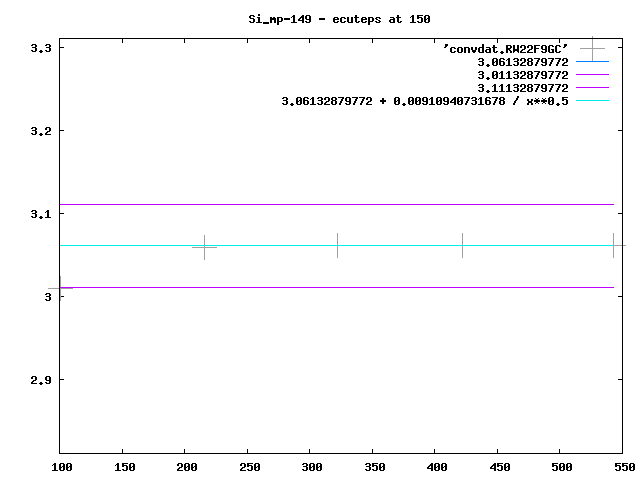 Si_mp-149 - ecuteps at 150
'convdat.RW22F9GC'
3.06132879772
3.01132879772
3.11132879772
3.06132879772 + 0.00910940731678 / x**0.5
3.3
3.2
3.1
3
2.9
100 150 200 250 300 350 400 450 500 550